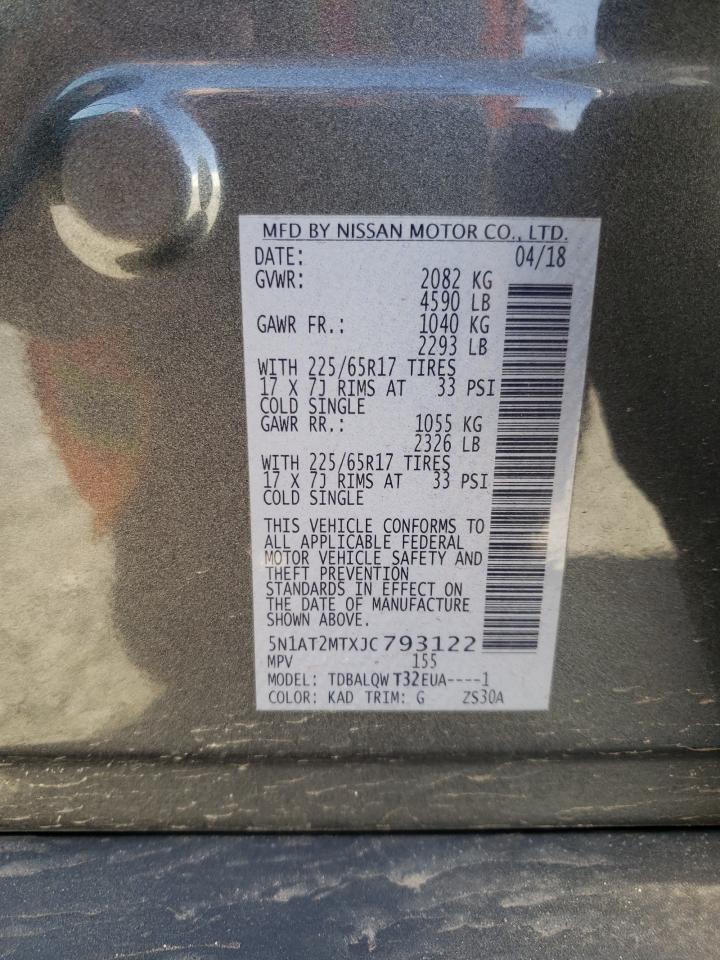 MFD BY NISSAN MOTOR CO., LTD.
DATE: 04/18
GVWR: 2082 KG
4590 LB
GAWR FR.: 1040 KG
2293 LB
WITH 225/65R17 TIRES
17 X 7J RIMS AT 33 PSI
COLD SINGLE
GAWR RR.: 1055 KG
2326 LB
WITH 225/65R17 TIRES
17 X 7J RIMS AT 33 PSI
COLD SINGLE
THIS VEHICLE CONFORMS TO
ALL APPLICABLE FEDERAL
MOTOR VEHICLE SAFETY AND
THEFT PREVENTION
STANDARDS IN EFFECT ON
THE DATE OF MANUFACTURE
SHOWN ABOVE.
5N1AT2MTXJC793122
MPV 155
MODEL: TDBALQW T32EUA----1
COLOR: KAD TRIM: G ZS30A